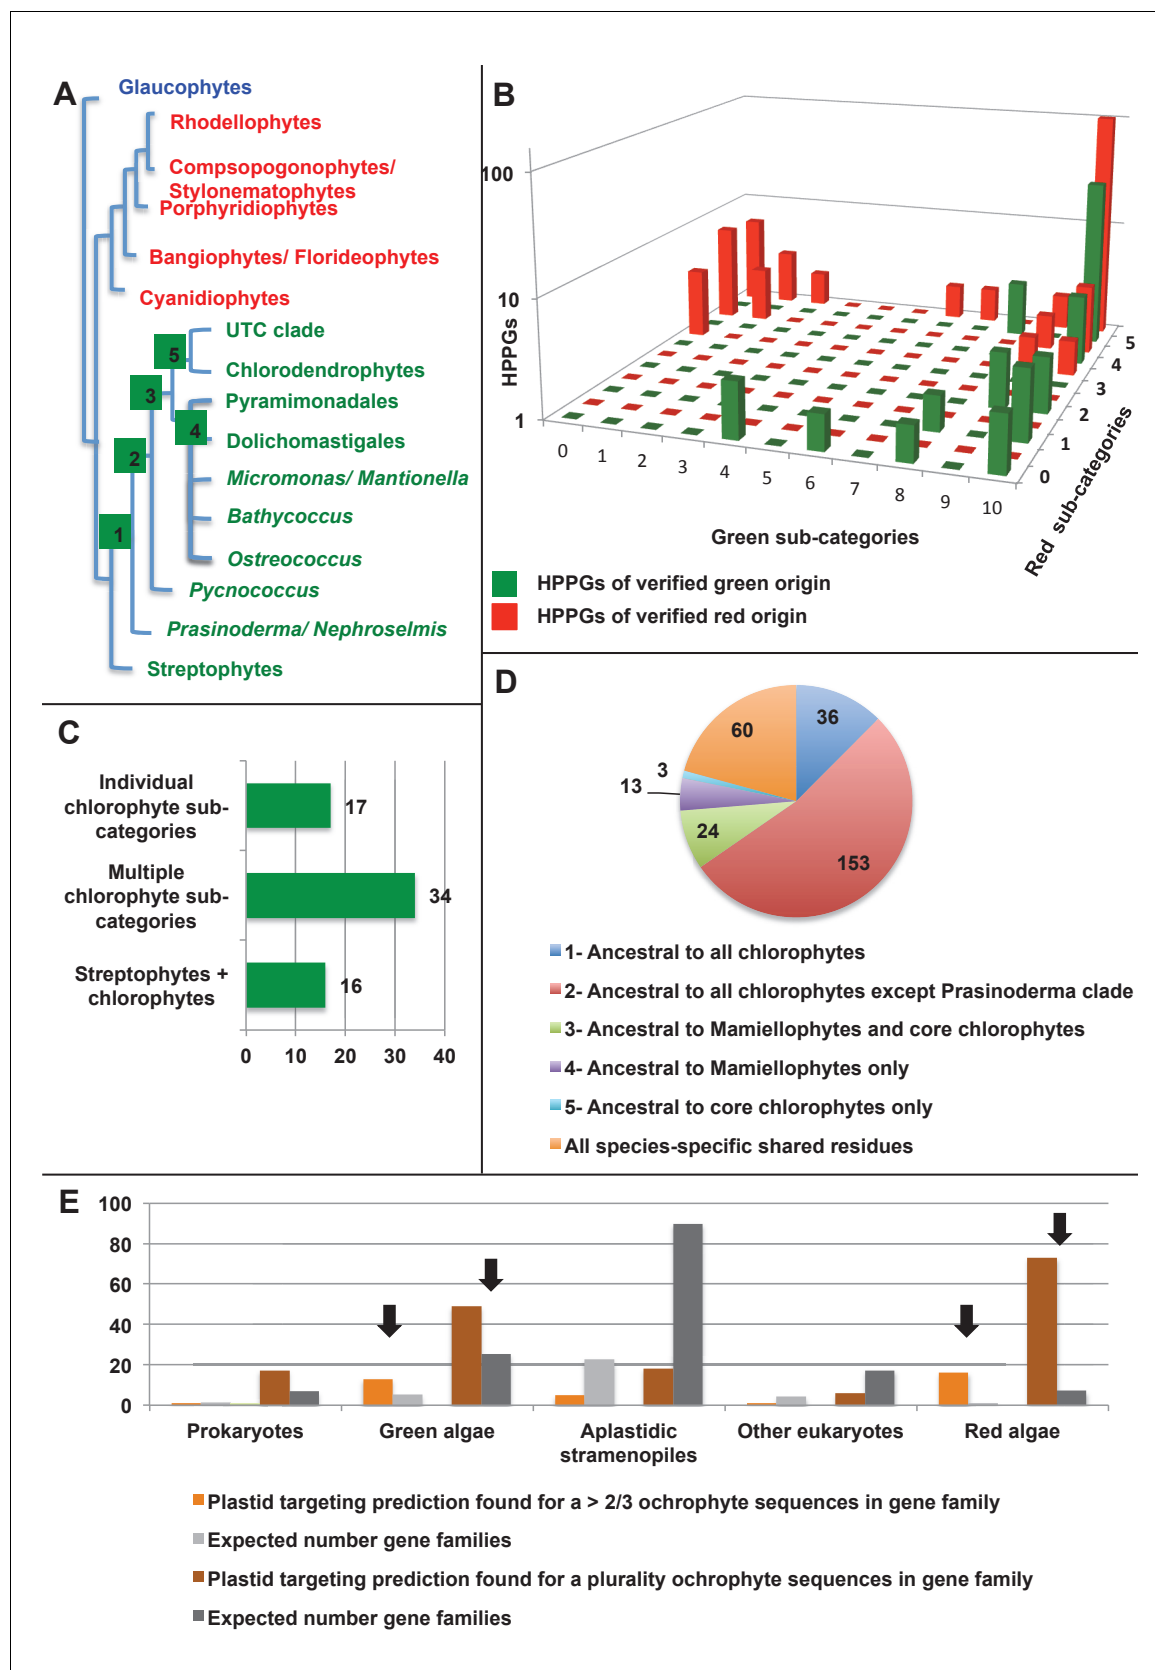 A
Glaucophytes
Rhodellophytes
Compsopogonophytes/
Stylonematophytes
Porphyridiophytes
Bangiophytes/ Florideophytes
Cyanidiophytes
UTC clade
5
Chlorodendrophytes
3
Pyramimonadales
4
Dolichomastigales
2
Micromonas/ Mantionella
Bathycoccus
1
Ostreococcus
Pycnococcus
Prasinoderma/ Nephroselmis
Streptophytes
B
100
10
1
HPPGs
0 1 2 3 4 5 6 7 8 9 10
Green sub-categories
0 1 2 3 4 5
Red sub-categories
HPPGs of verified green origin
HPPGs of verified red origin
C
Individual
chlorophyte sub-
categories
17
Multiple
chlorophyte sub-
categories
34
Streptophytes +
chlorophytes
16
0 10 20 30 40
D
36
153
24
13
3
60
1- Ancestral to all chlorophytes
2- Ancestral to all chlorophytes except Prasinoderma clade
3- Ancestral to Mamiellophytes and core chlorophytes
4- Ancestral to Mamiellophytes only
5- Ancestral to core chlorophytes only
All species-specific shared residues
E
100
80
60
40
20
0
Prokaryotes
Green algae
Aplastidic
stramenopiles
Other eukaryotes
Red algae
Plastid targeting prediction found for a > 2/3 ochrophyte sequences in gene family
Expected number gene families
Plastid targeting prediction found for a plurality ochrophyte sequences in gene family
Expected number gene families